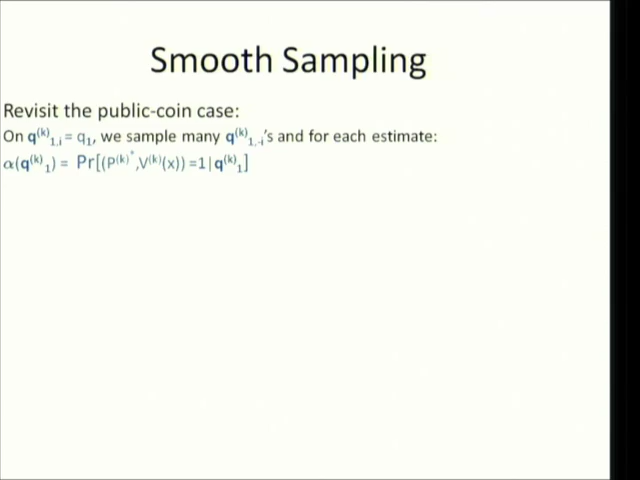 Smooth Sampling
Revisit the public-coin case:
On q⁽ᵏ⁾₁,ᵢ = q₁, we sample many q⁽ᵏ⁾₁,₋ᵢ's and for each estimate:
α(q⁽ᵏ⁾₁) = Pr[(P⁽ᵏ⁾*,V⁽ᵏ⁾(x)) =1|q⁽ᵏ⁾₁]